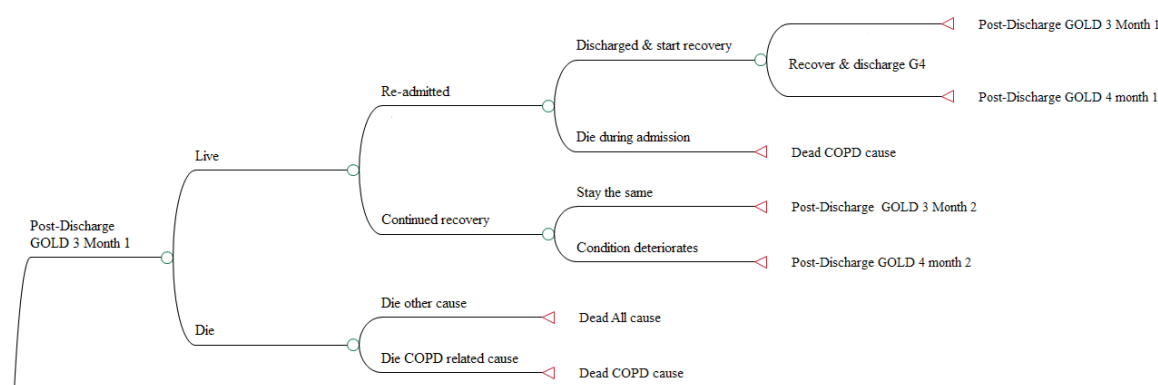 Post-Discharge GOLD 3 Month 1
Discharged & start recovery
Recover & discharge G4
Re-admitted
Post-Discharge GOLD 4 month 1
Die during admission
Dead COPD cause
Live
Stay the same
Post-Discharge GOLD 3 Month 2
Continued recovery
Post-Discharge
GOLD 3 Month 1
Condition deteriorates
Post-Discharge GOLD 4 month 2
Die other cause
Dead All cause
Die
Die COPD related cause
Dead COPD cause